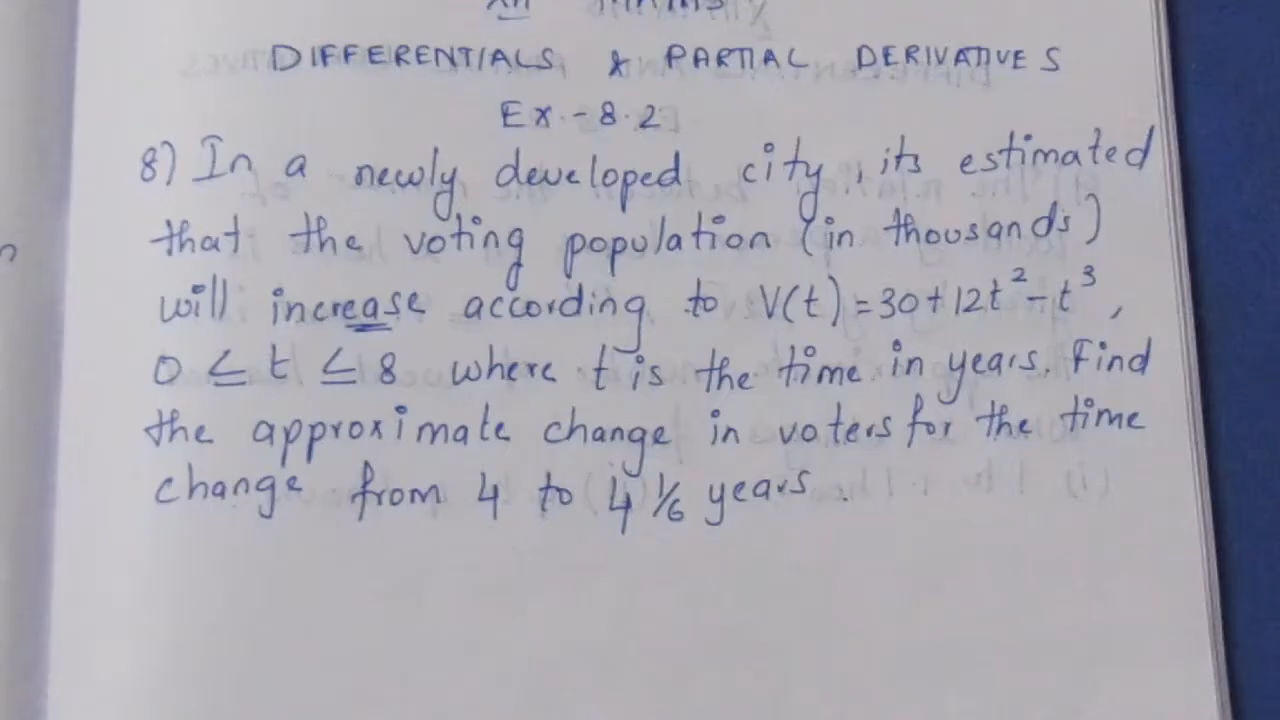 DIFFERENTIALS & PARTIAL DERIVATIVES
Ex.-8.2
8) In a newly developed city, its estimated
that the voting population (in thousands)
will increase according to V(t)=30+12t²-t³,
0 ≤ t ≤ 8 where t is the time in years. Find
the approximate change in voters for the time
change from 4 to 4 1/6 years.